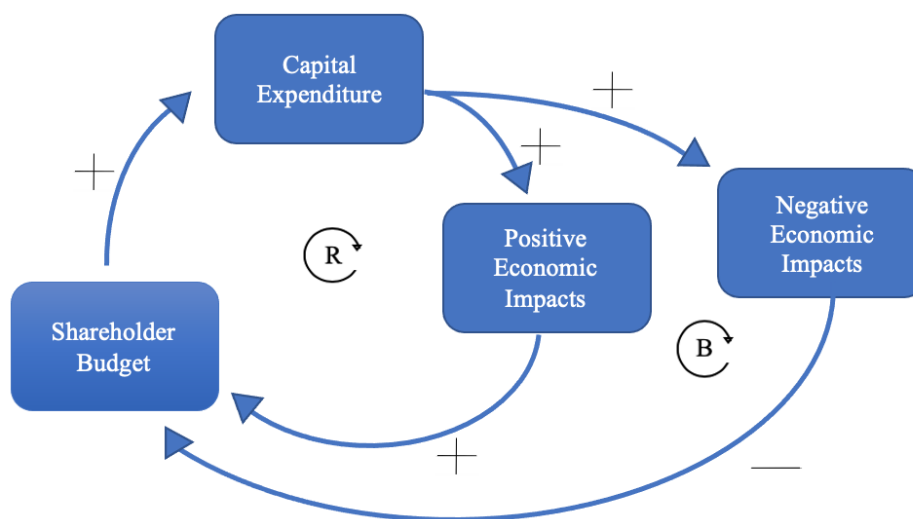 Capital
Expenditure
+
+
+
Negative
Economic
Impacts
Positive
Economic
Impacts
R
Shareholder
Budget
B
+
—